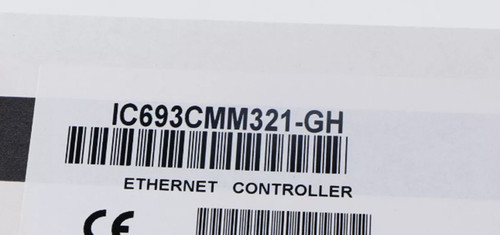 IC693CMM321-GH
ETHERNET CONTROLLER
CE